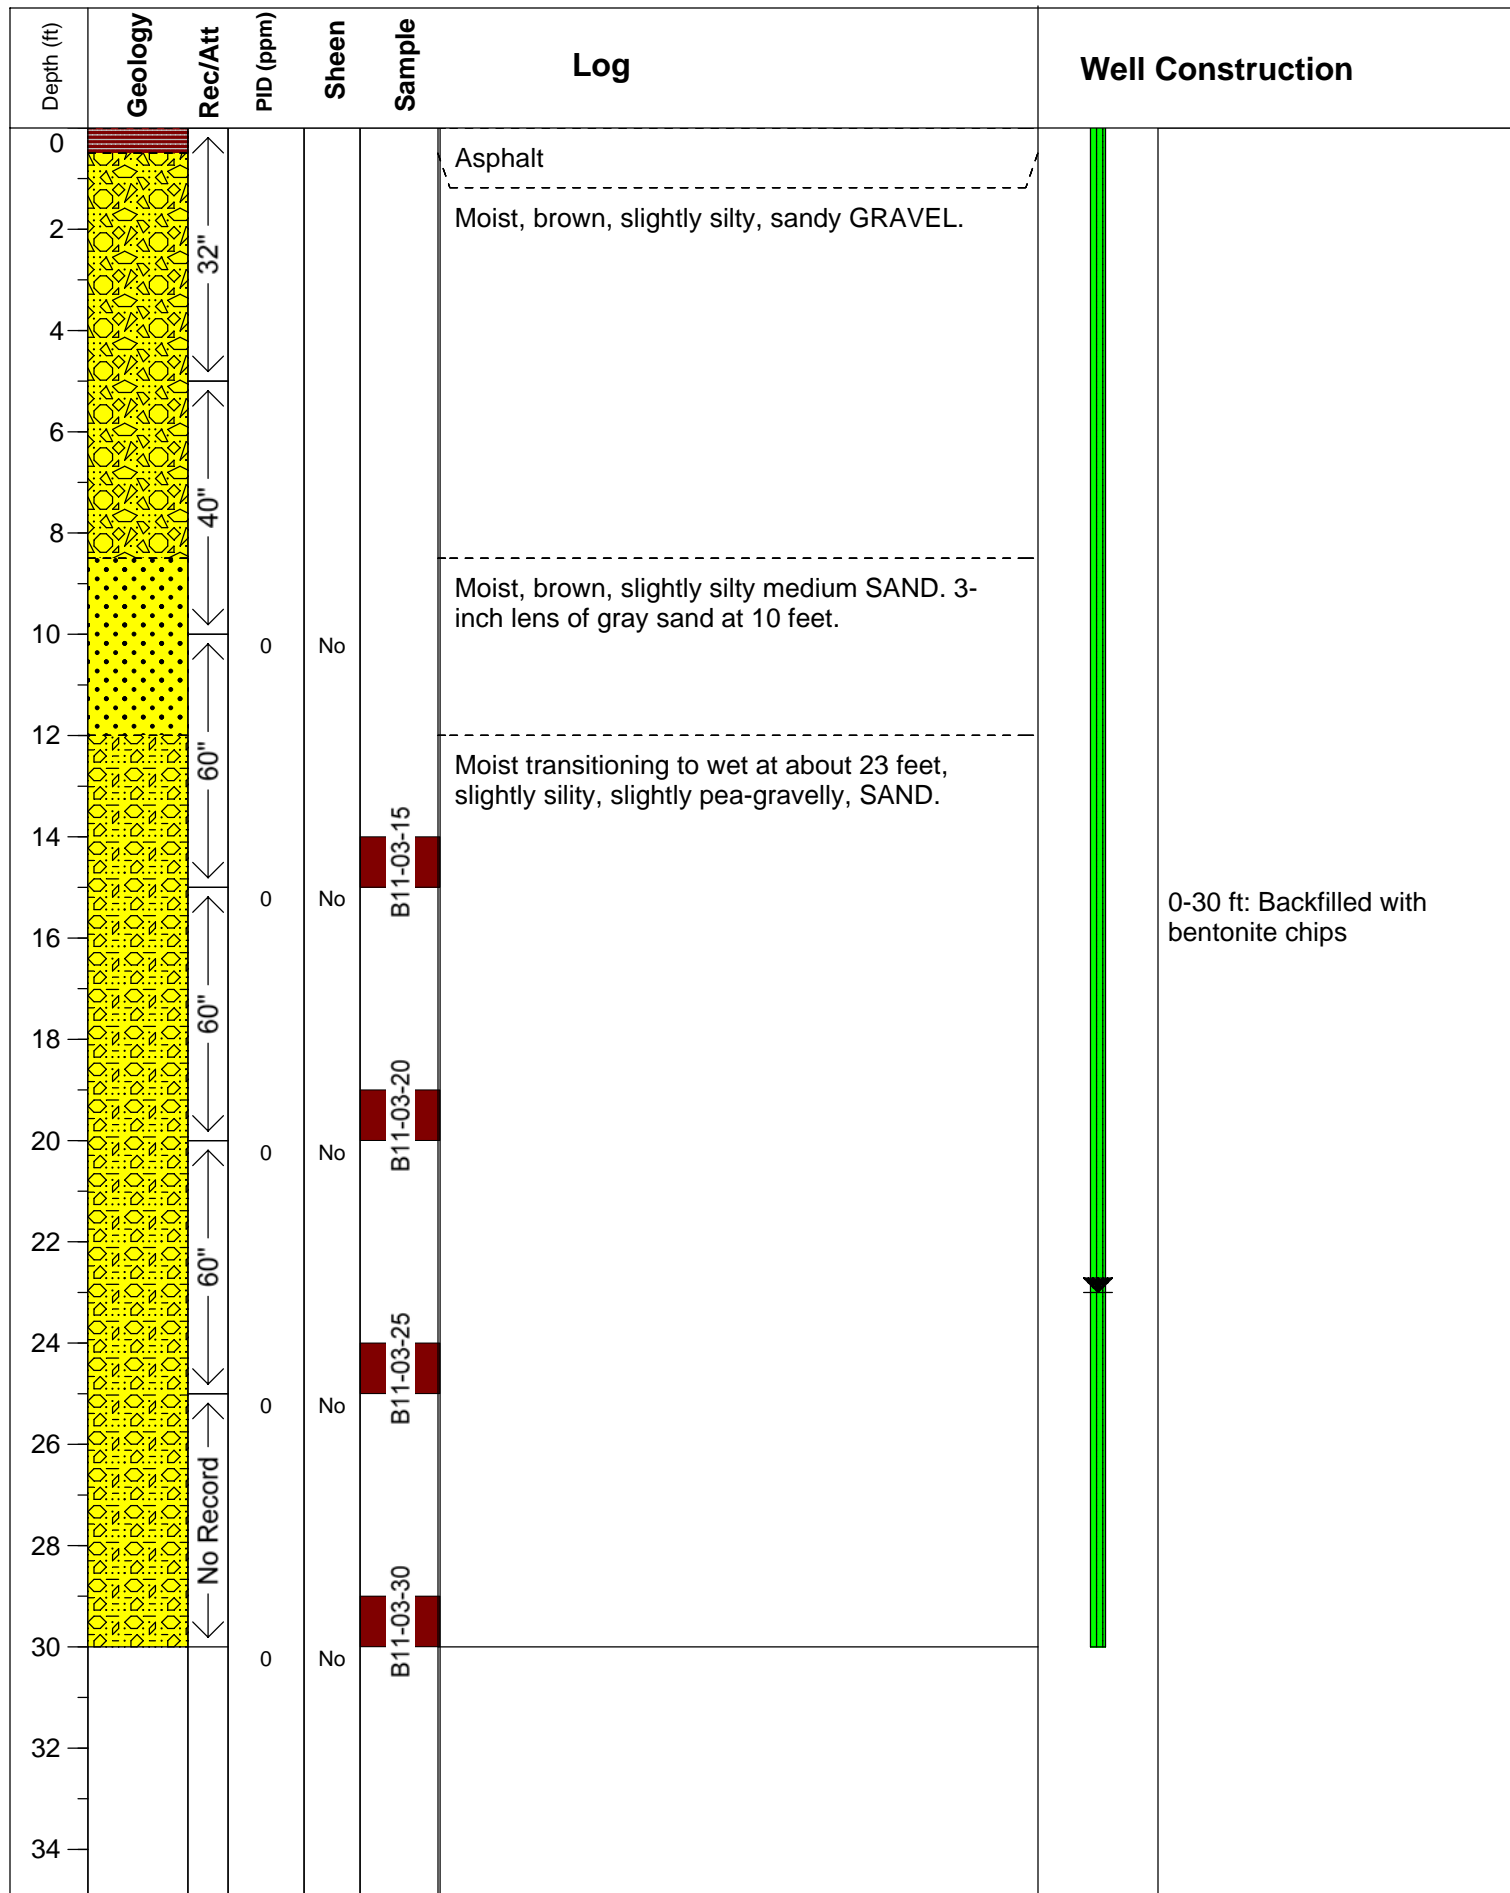 Depth (ft)
Geology
Rec/Att
PID (ppm)
Sheen
Sample
Log
Well Construction
0
Asphalt
Moist, brown, slightly silty, sandy GRAVEL.
2
32"
4
6
40"
8
Moist, brown, slightly silty medium SAND. 3-
inch lens of gray sand at 10 feet.
10
0
No
12
60"
Moist transitioning to wet at about 23 feet,
slightly sility, slightly pea-gravelly, SAND.
14
B11-03-15
0
No
0-30 ft: Backfilled with
bentonite chips
16
60"
18
B11-03-20
20
0
No
22
60"
24
B11-03-25
0
No
26
No Record
28
B11-03-30
30
0
No
32
34